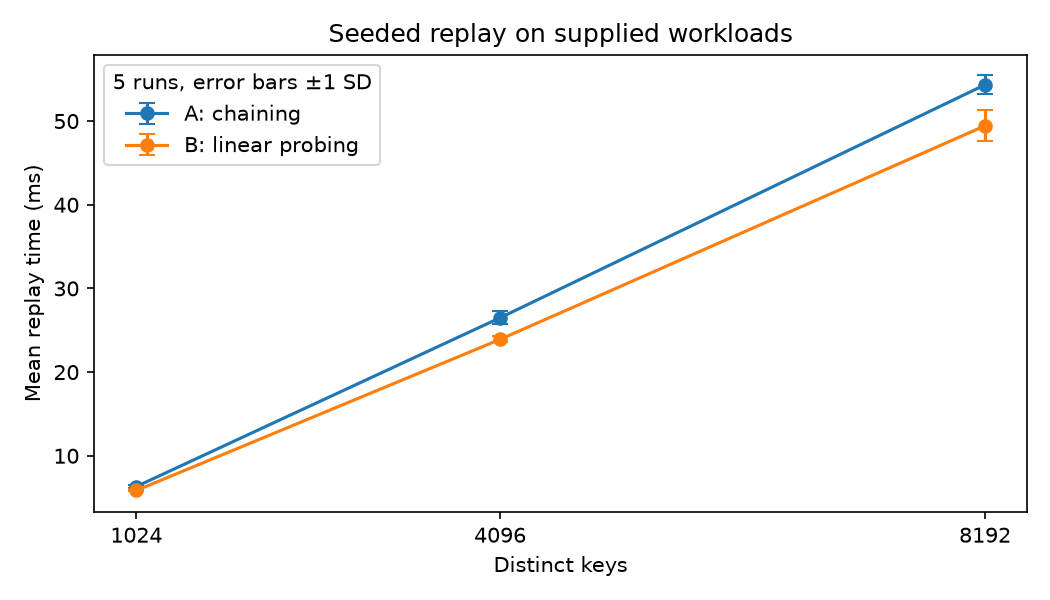 Seeded replay on supplied workloads
5 runs, error bars ±1 SD
A: chaining
B: linear probing
Mean replay time (ms)
50
40
30
20
10
1024
4096
8192
Distinct keys